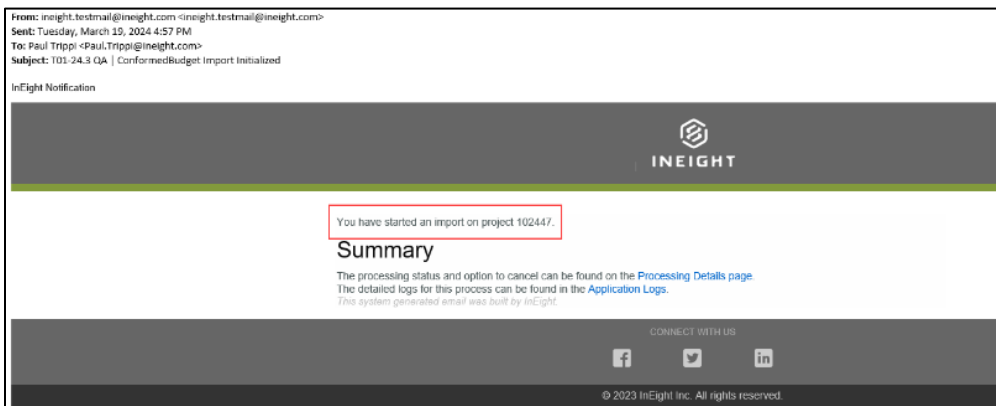 From: ineight.testmail@ineight.com <ineight.testmail@ineight.com>
Sent: Tuesday, March 19, 2024 4:57 PM
To: Paul Trippi <Paul.Trippi@ineight.com>
Subject: T01-24.3 QA | ConformedBudget Import Initialized
InEight Notification
INEIGHT
You have started an import on project 102447.
Summary
The processing status and option to cancel can be found on the Processing Details page.
The detailed logs for this process can be found in the Application Logs.
This system generated email was built by InEight.
CONNECT WITH US
© 2023 InEight Inc. All rights reserved.